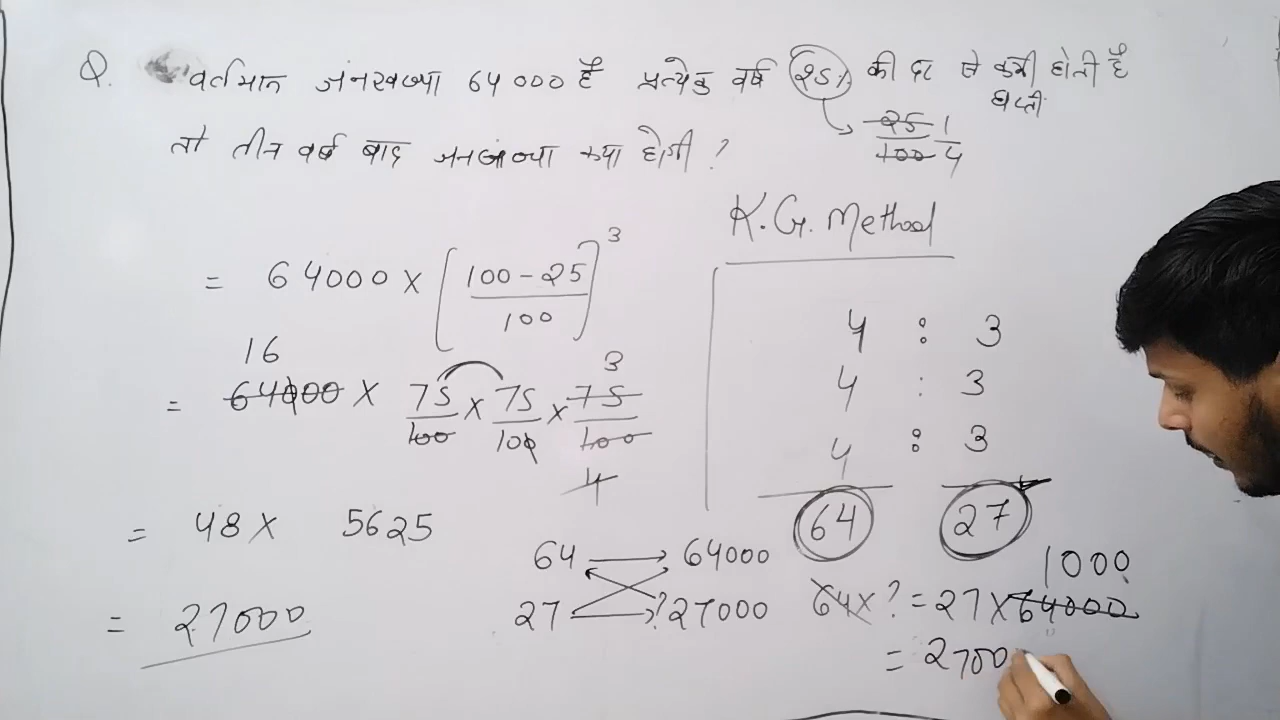 Q. वर्तमान जनसख्या 64000 है प्रत्येक वर्ष 25% की दर से कमी होती है
घटती
25/100 1/4
तो तीन वर्ष बाद जनसंख्या क्या होगी ?
K.G. Method
= 64000 × [100-25/100]³
4 : 3
4 : 3
4 : 3
64 27
16 3
= 64000 × 75/100 × 75/100 × 75/100
4
= 48 × 5625
= 27000
64 → 64000
27 → ? 27000
1000
64 × ? = 27 × 64000
= 2700